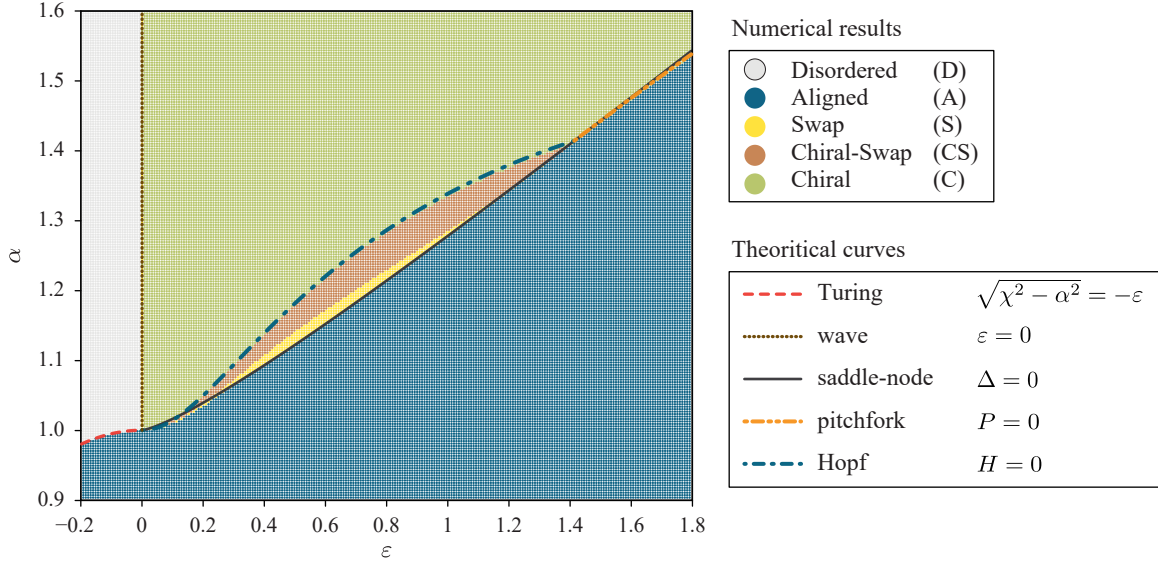 1.6
1.5
1.4
1.3
1.2
1.1
1.0
0.9
α
−0.2 0 0.2 0.4 0.6 0.8 1 1.2 1.4 1.6 1.8
ε
Numerical results
Disordered (D)
Aligned (A)
Swap (S)
Chiral-Swap (CS)
Chiral (C)
Theoritical curves
Turing √(χ² − α²) = −ε
wave ε = 0
saddle-node Δ = 0
pitchfork P = 0
Hopf H = 0